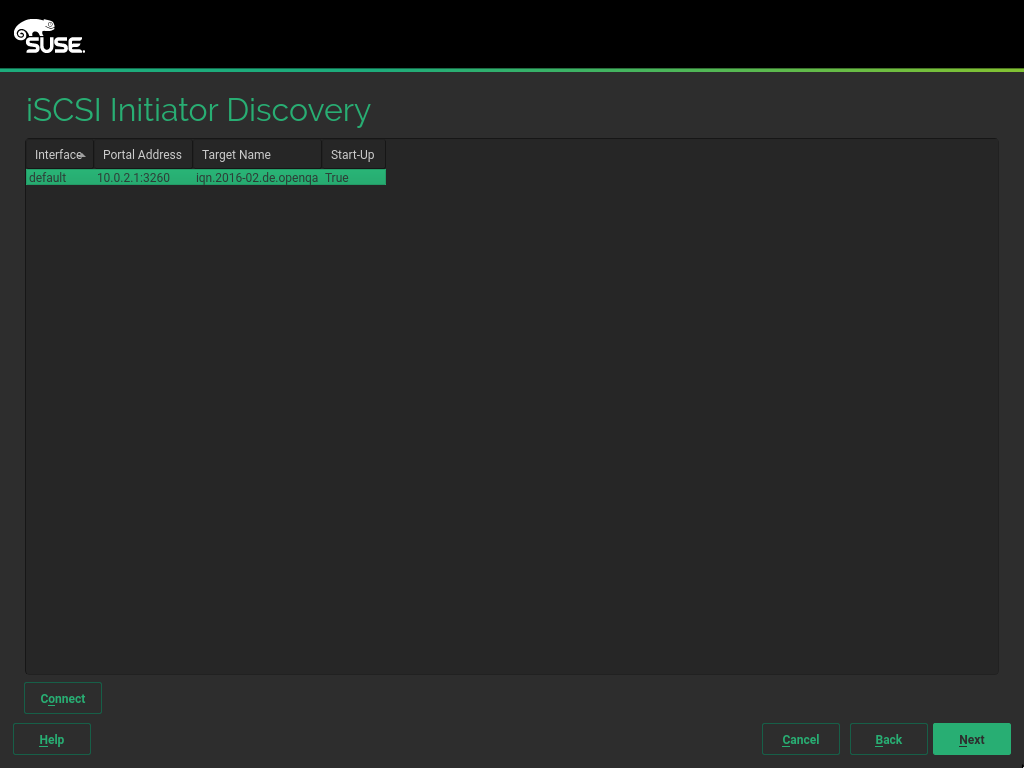 SUSE.
iSCSI Initiator Discovery
Interface Portal Address Target Name Start-Up
default 10.0.2.1:3260 iqn.2016-02.de.openqa True
Connect
Help Cancel Back Next